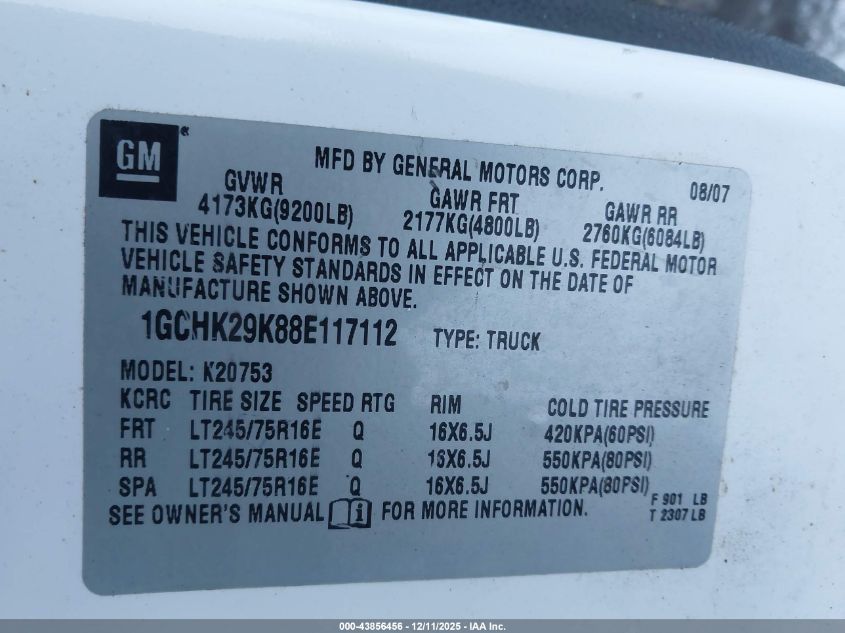 GM
MFD BY GENERAL MOTORS CORP. 08/07
GVWR GAWR FRT GAWR RR
4173KG(9200LB) 2177KG(4800LB) 2760KG(6084LB)
THIS VEHICLE CONFORMS TO ALL APPLICABLE U.S. FEDERAL MOTOR
VEHICLE SAFETY STANDARDS IN EFFECT ON THE DATE OF
MANUFACTURE SHOWN ABOVE.
1GCHK29K88E117112 TYPE: TRUCK
MODEL: K20753
KCRC TIRE SIZE SPEED RTG RIM COLD TIRE PRESSURE
FRT LT245/75R16E Q 16X6.5J 420KPA(60PSI)
RR LT245/75R16E Q 16X6.5J 550KPA(80PSI)
SPA LT245/75R16E Q 16X6.5J 550KPA(80PSI)
SEE OWNER'S MANUAL i FOR MORE INFORMATION.
F 901 LB
T 2307 LB
000-43856456 - 12/11/2025 - IAA Inc.